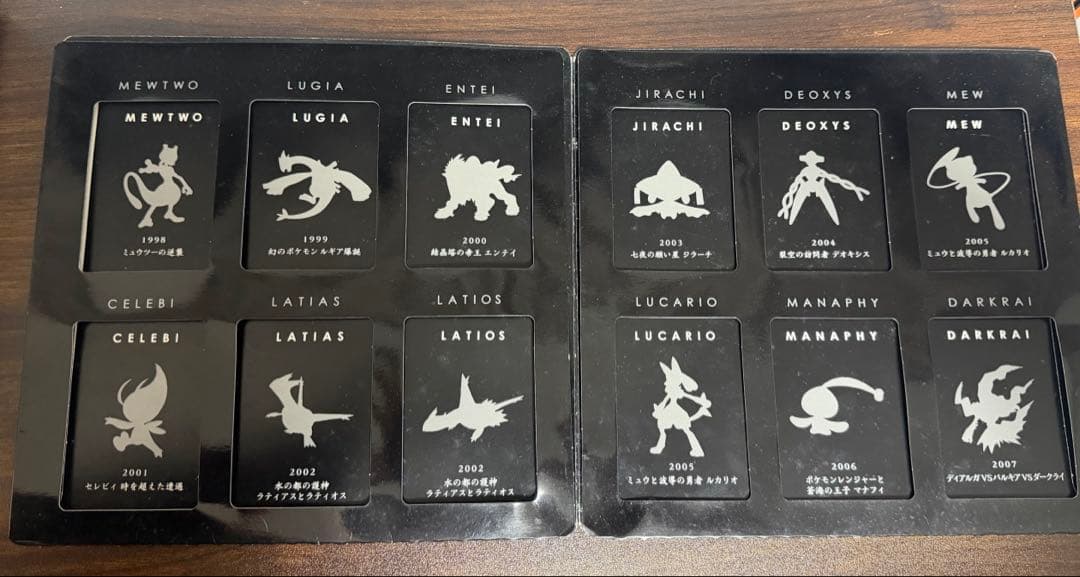 MEWTWO
LUGIA
ENTEI
JIRACHI
DEOXYS
MEW
MEWTWO
1998
ミュウツーの逆襲
LUGIA
1999
幻のポケモン ルギア爆誕
ENTEI
2000
結晶塔の帝王 エンテイ
JIRACHI
2003
七夜の願い星 ジラーチ
DEOXYS
2004
裂空の訪問者 デオキシス
MEW
2005
ミュウと波導の勇者 ルカリオ
CELEBI
LATIAS
LATIOS
LUCARIO
MANAPHY
DARKRAI
CELEBI
2001
セレビィ 時を超えた遭遇
LATIAS
2002
水の都の護神
ラティアスとラティオス
LATIOS
2002
水の都の護神
ラティアスとラティオス
LUCARIO
2005
ミュウと波導の勇者 ルカリオ
MANAPHY
2006
ポケモンレンジャーと
蒼海の王子 マナフィ
DARKRAI
2007
ディアルガVSパルキアVSダークライ